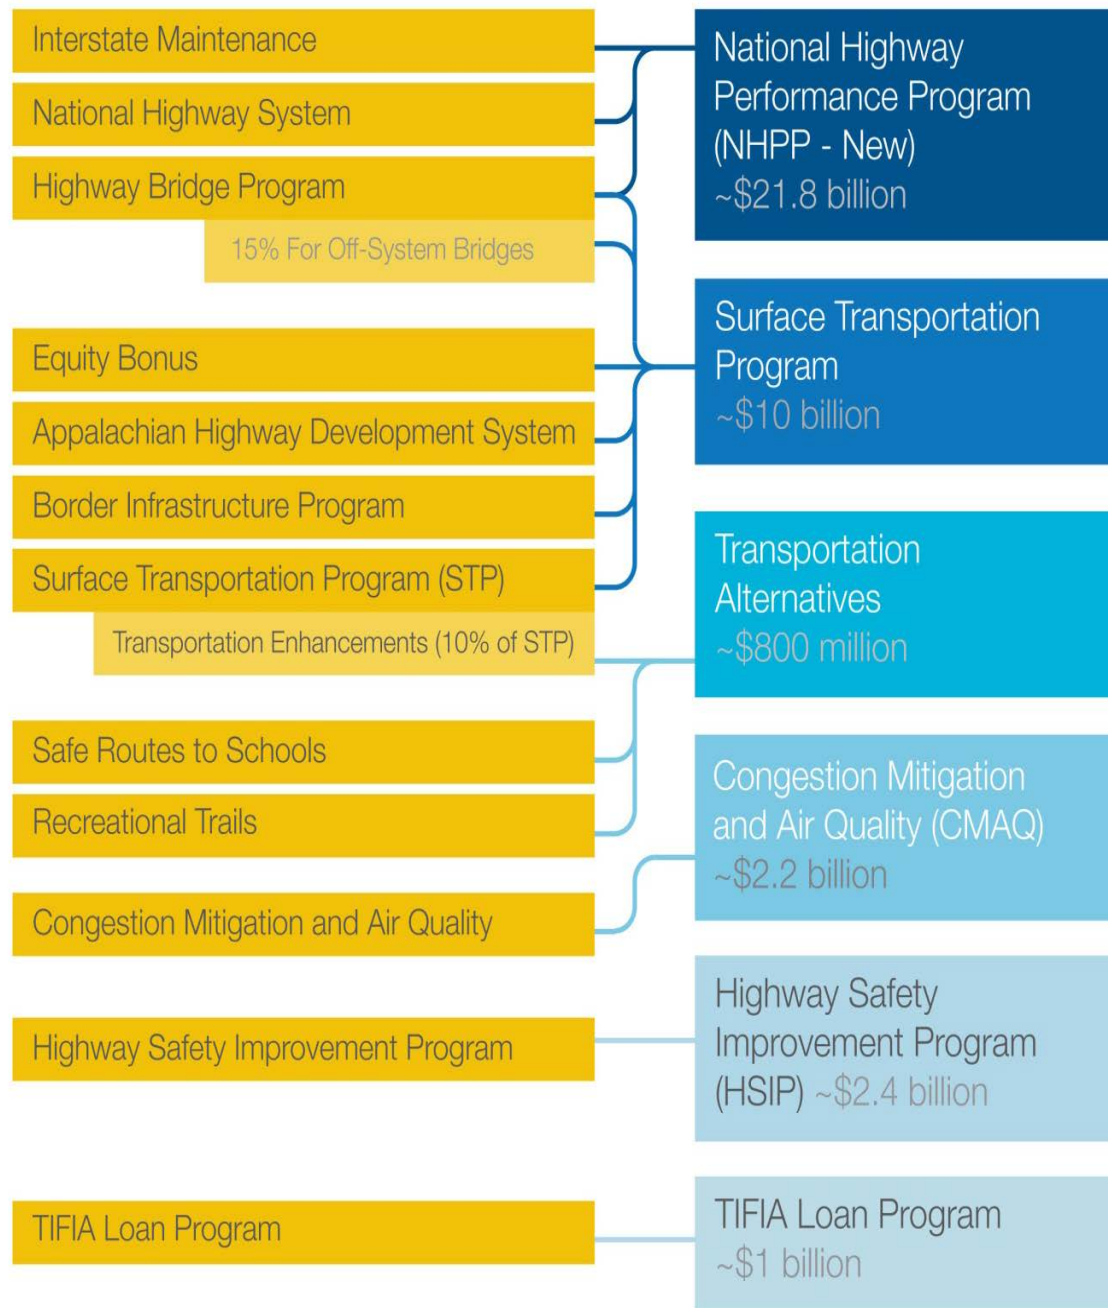 Interstate Maintenance
National Highway System
Highway Bridge Program
15% For Off-System Bridges
Equity Bonus
Appalachian Highway Development System
Border Infrastructure Program
Surface Transportation Program (STP)
Transportation Enhancements (10% of STP)
Safe Routes to Schools
Recreational Trails
Congestion Mitigation and Air Quality
Highway Safety Improvement Program
TIFIA Loan Program
National Highway
Performance Program
(NHPP - New)
~$21.8 billion
Surface Transportation
Program
~$10 billion
Transportation
Alternatives
~$800 million
Congestion Mitigation
and Air Quality (CMAQ)
~$2.2 billion
Highway Safety
Improvement Program
(HSIP) ~$2.4 billion
TIFIA Loan Program
~$1 billion